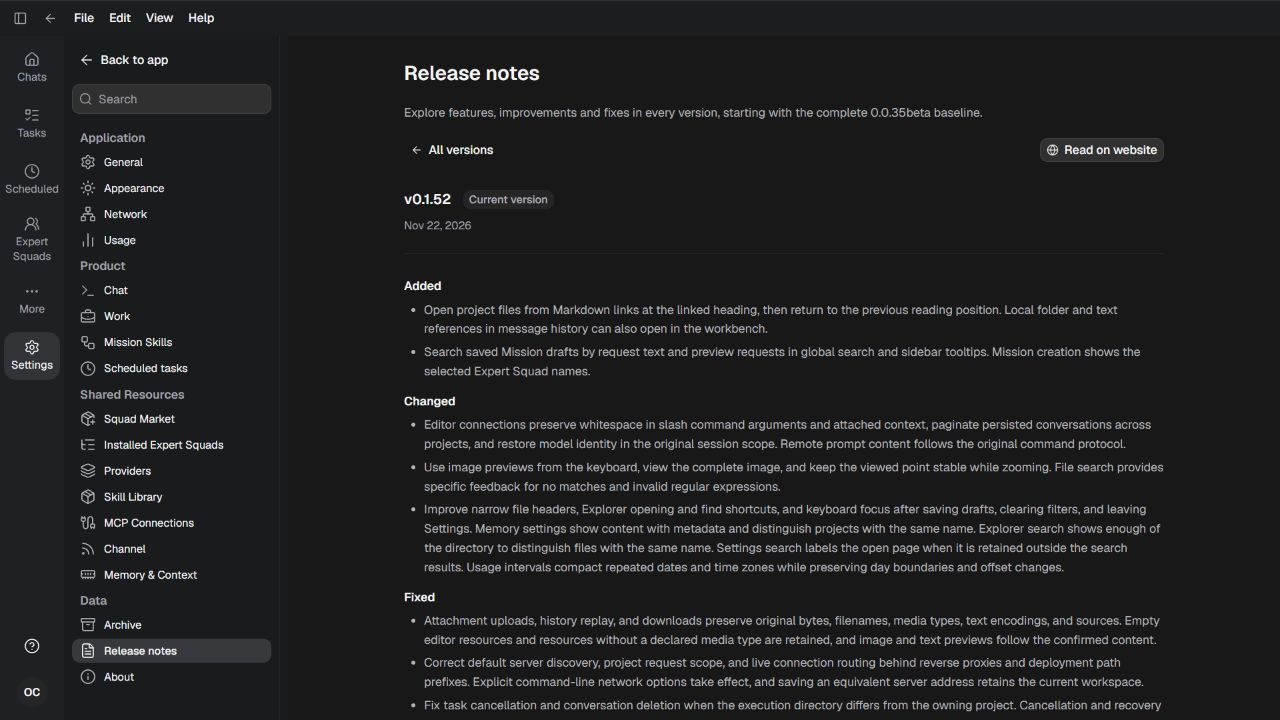 File Edit View Help
Chats
Tasks
Scheduled
Expert
Squads
More
Settings
OC
Back to app
Search
Application
General
Appearance
Network
Usage
Product
Chat
Work
Mission Skills
Scheduled tasks
Shared Resources
Squad Market
Installed Expert Squads
Providers
Skill Library
MCP Connections
Channel
Memory & Context
Data
Archive
Release notes
About
Release notes
Explore features, improvements and fixes in every version, starting with the complete 0.0.35beta baseline.
All versions
Read on website
v0.1.52 Current version
Nov 22, 2026
Added
• Open project files from Markdown links at the linked heading, then return to the previous reading position. Local folder and text
references in message history can also open in the workbench.
• Search saved Mission drafts by request text and preview requests in global search and sidebar tooltips. Mission creation shows the
selected Expert Squad names.
Changed
• Editor connections preserve whitespace in slash command arguments and attached context, paginate persisted conversations across
projects, and restore model identity in the original session scope. Remote prompt content follows the original command protocol.
• Use image previews from the keyboard, view the complete image, and keep the viewed point stable while zooming. File search provides
specific feedback for no matches and invalid regular expressions.
• Improve narrow file headers, Explorer opening and find shortcuts, and keyboard focus after saving drafts, clearing filters, and leaving
Settings. Memory settings show content with metadata and distinguish projects with the same name. Explorer search shows enough of
the directory to distinguish files with the same name. Settings search labels the open page when it is retained outside the search
results. Usage intervals compact repeated dates and time zones while preserving day boundaries and offset changes.
Fixed
• Attachment uploads, history replay, and downloads preserve original bytes, filenames, media types, text encodings, and sources. Empty
editor resources and resources without a declared media type are retained, and image and text previews follow the confirmed content.
• Correct default server discovery, project request scope, and live connection routing behind reverse proxies and deployment path
prefixes. Explicit command-line network options take effect, and saving an equivalent server address retains the current workspace.
• Fix task cancellation and conversation deletion when the execution directory differs from the owning project. Cancellation and recovery